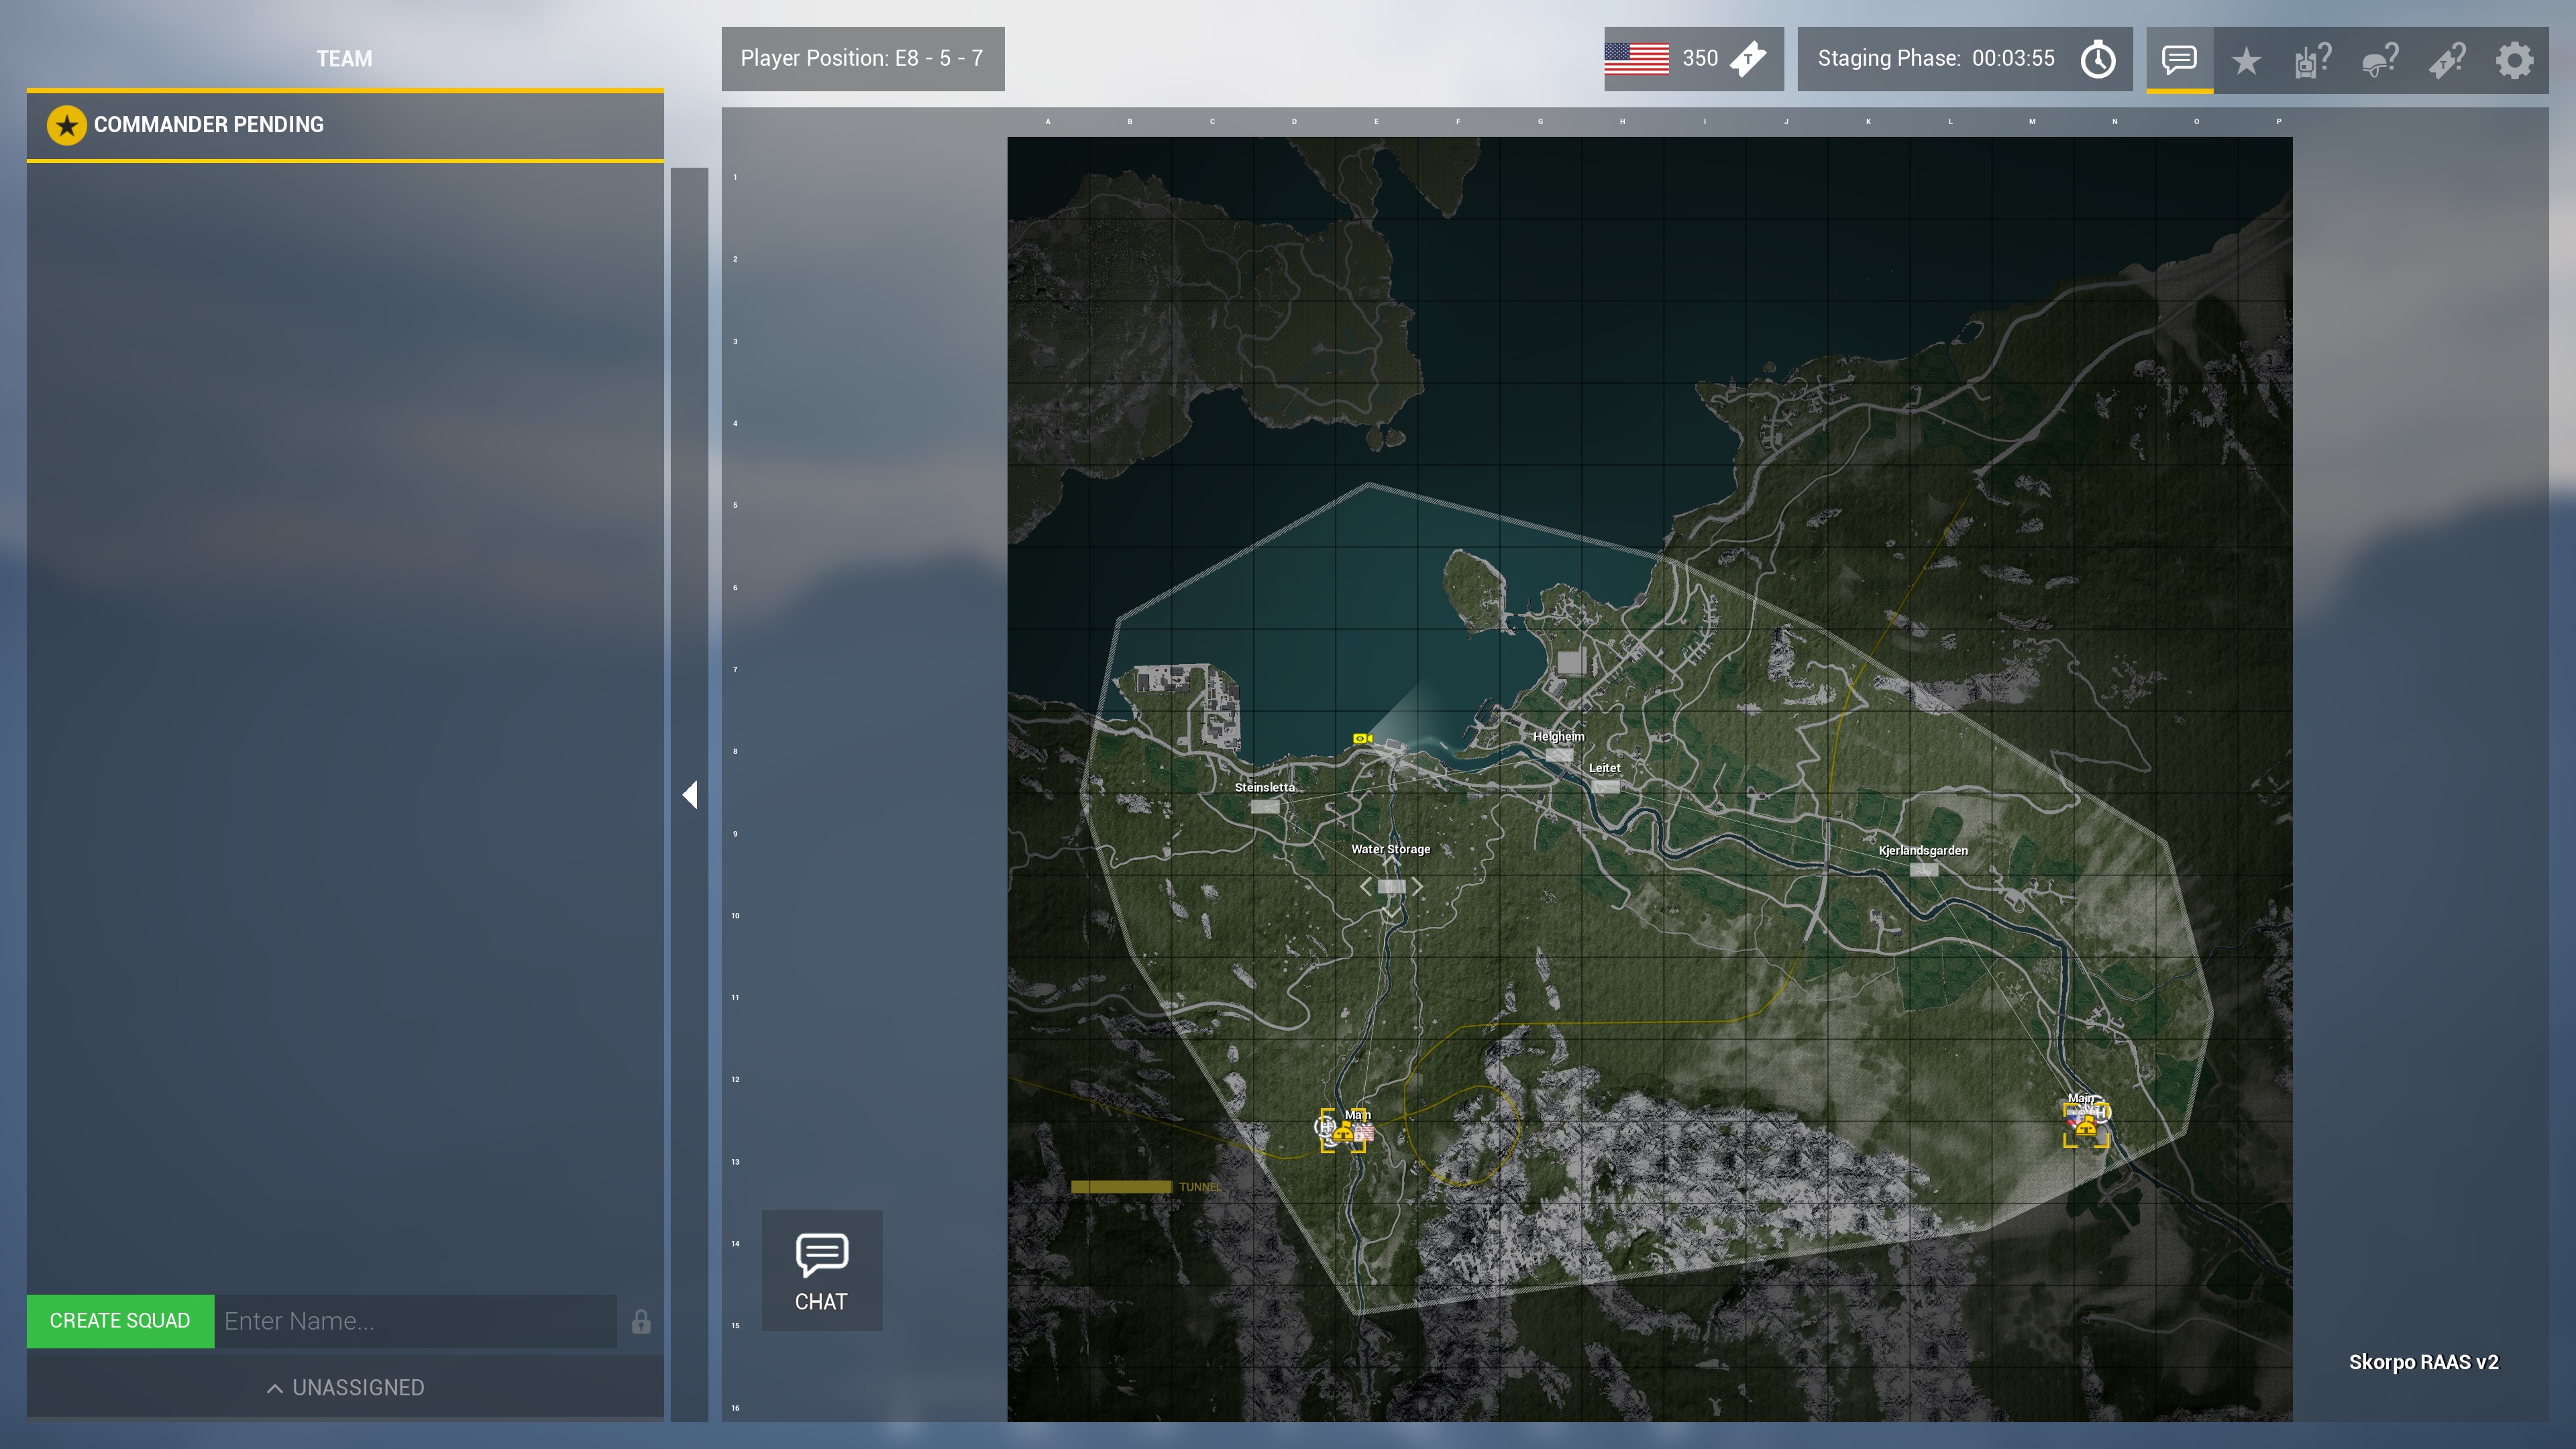 TEAM
Player Position: E8 - 5 - 7
350
T
Staging Phase: 00:03:55
? ? T ?
COMMANDER PENDING
A B C D E F G H I J K L M N O P
1
2
3
4
5
6
7
8
9
10
11
12
13
14
15
16
Helgheim
Leitet
Steinsletta
Water Storage
Kjerlandsgarden
Main
H
Main
H
TUNNEL
CHAT
CREATE SQUAD
Enter Name...
UNASSIGNED
Skorpo RAAS v2